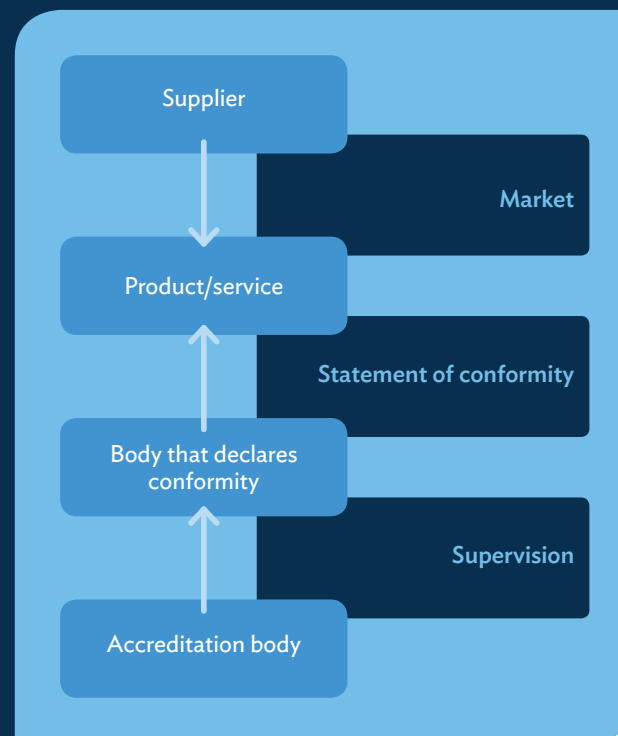 Supplier
Market
Product/service
Statement of conformity
Body that declares
conformity
Supervision
Accreditation body